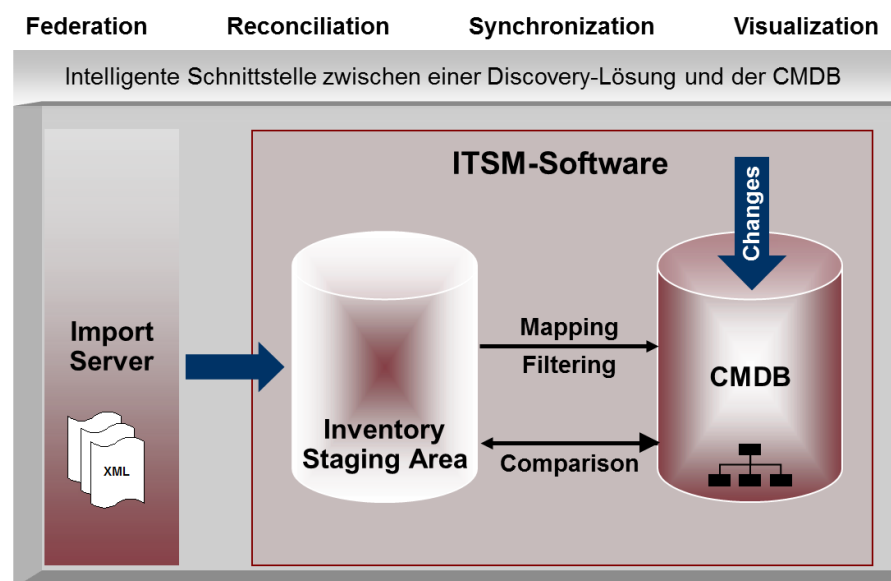 Federation Reconciliation Synchronization Visualization
Intelligente Schnittstelle zwischen einer Discovery-Lösung und der CMDB
ITSM-Software
Changes
Import
Server
XML
Inventory
Staging Area
Mapping
Filtering
Comparison
CMDB